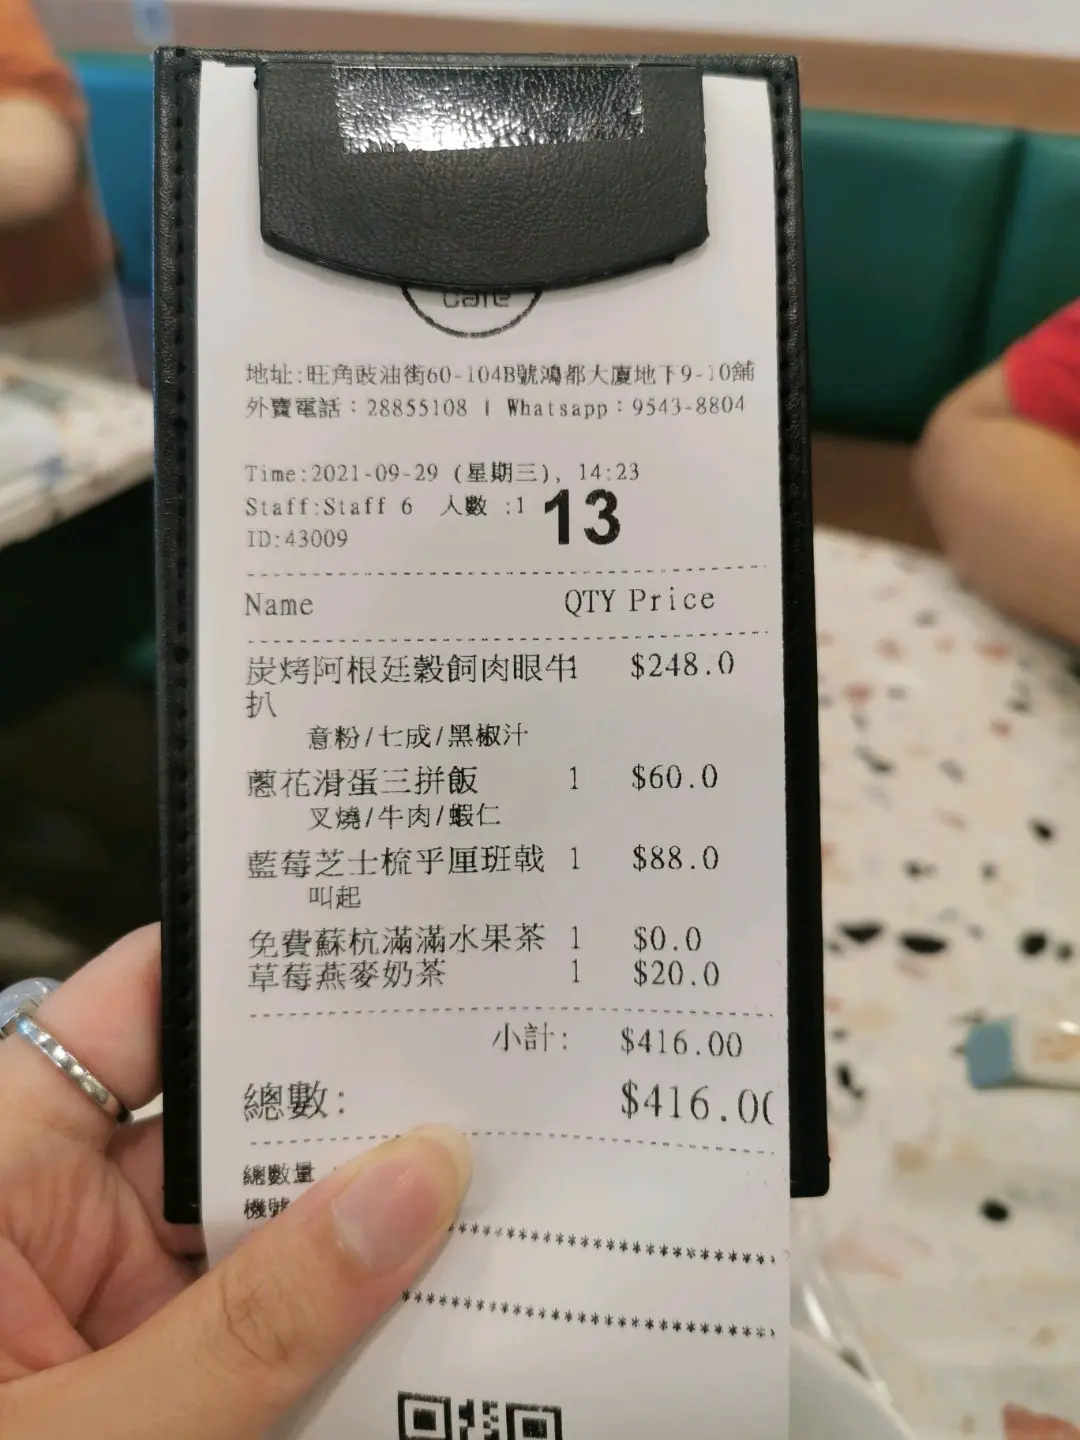 Cafe
地址:旺角豉油街60-104B號鴻都大廈地下9-10舖
外賣電話：28855108 | Whatsapp：9543-8804
Time:2021-09-29 (星期三), 14:23
Staff:Staff 6 人數 :1 13
ID:43009
Name QTY Price
炭烤阿根廷穀飼肉眼牛 1 $248.0
扒
意粉/七成/黑椒汁
蔥花滑蛋三拼飯 1 $60.0
叉燒/牛肉/蝦仁
藍莓芝士梳乎厘班戟 1 $88.0
叫起
免費蘇杭滿滿水果茶 1 $0.0
草莓燕麥奶茶 1 $20.0
小計: $416.00
總數: $416.00
總數量
機號